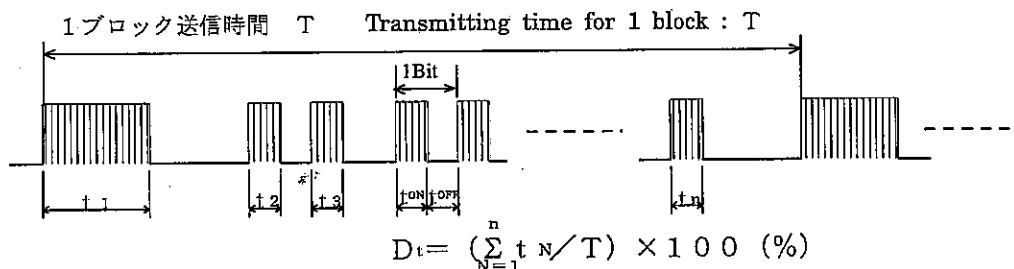 1ブロック送信時間 T Transmitting time for 1 block : T
1Bit
t1 t2 t3 tON tOFF tn
Dt= (Σ t N/T) ×100 (%)
n
N=1